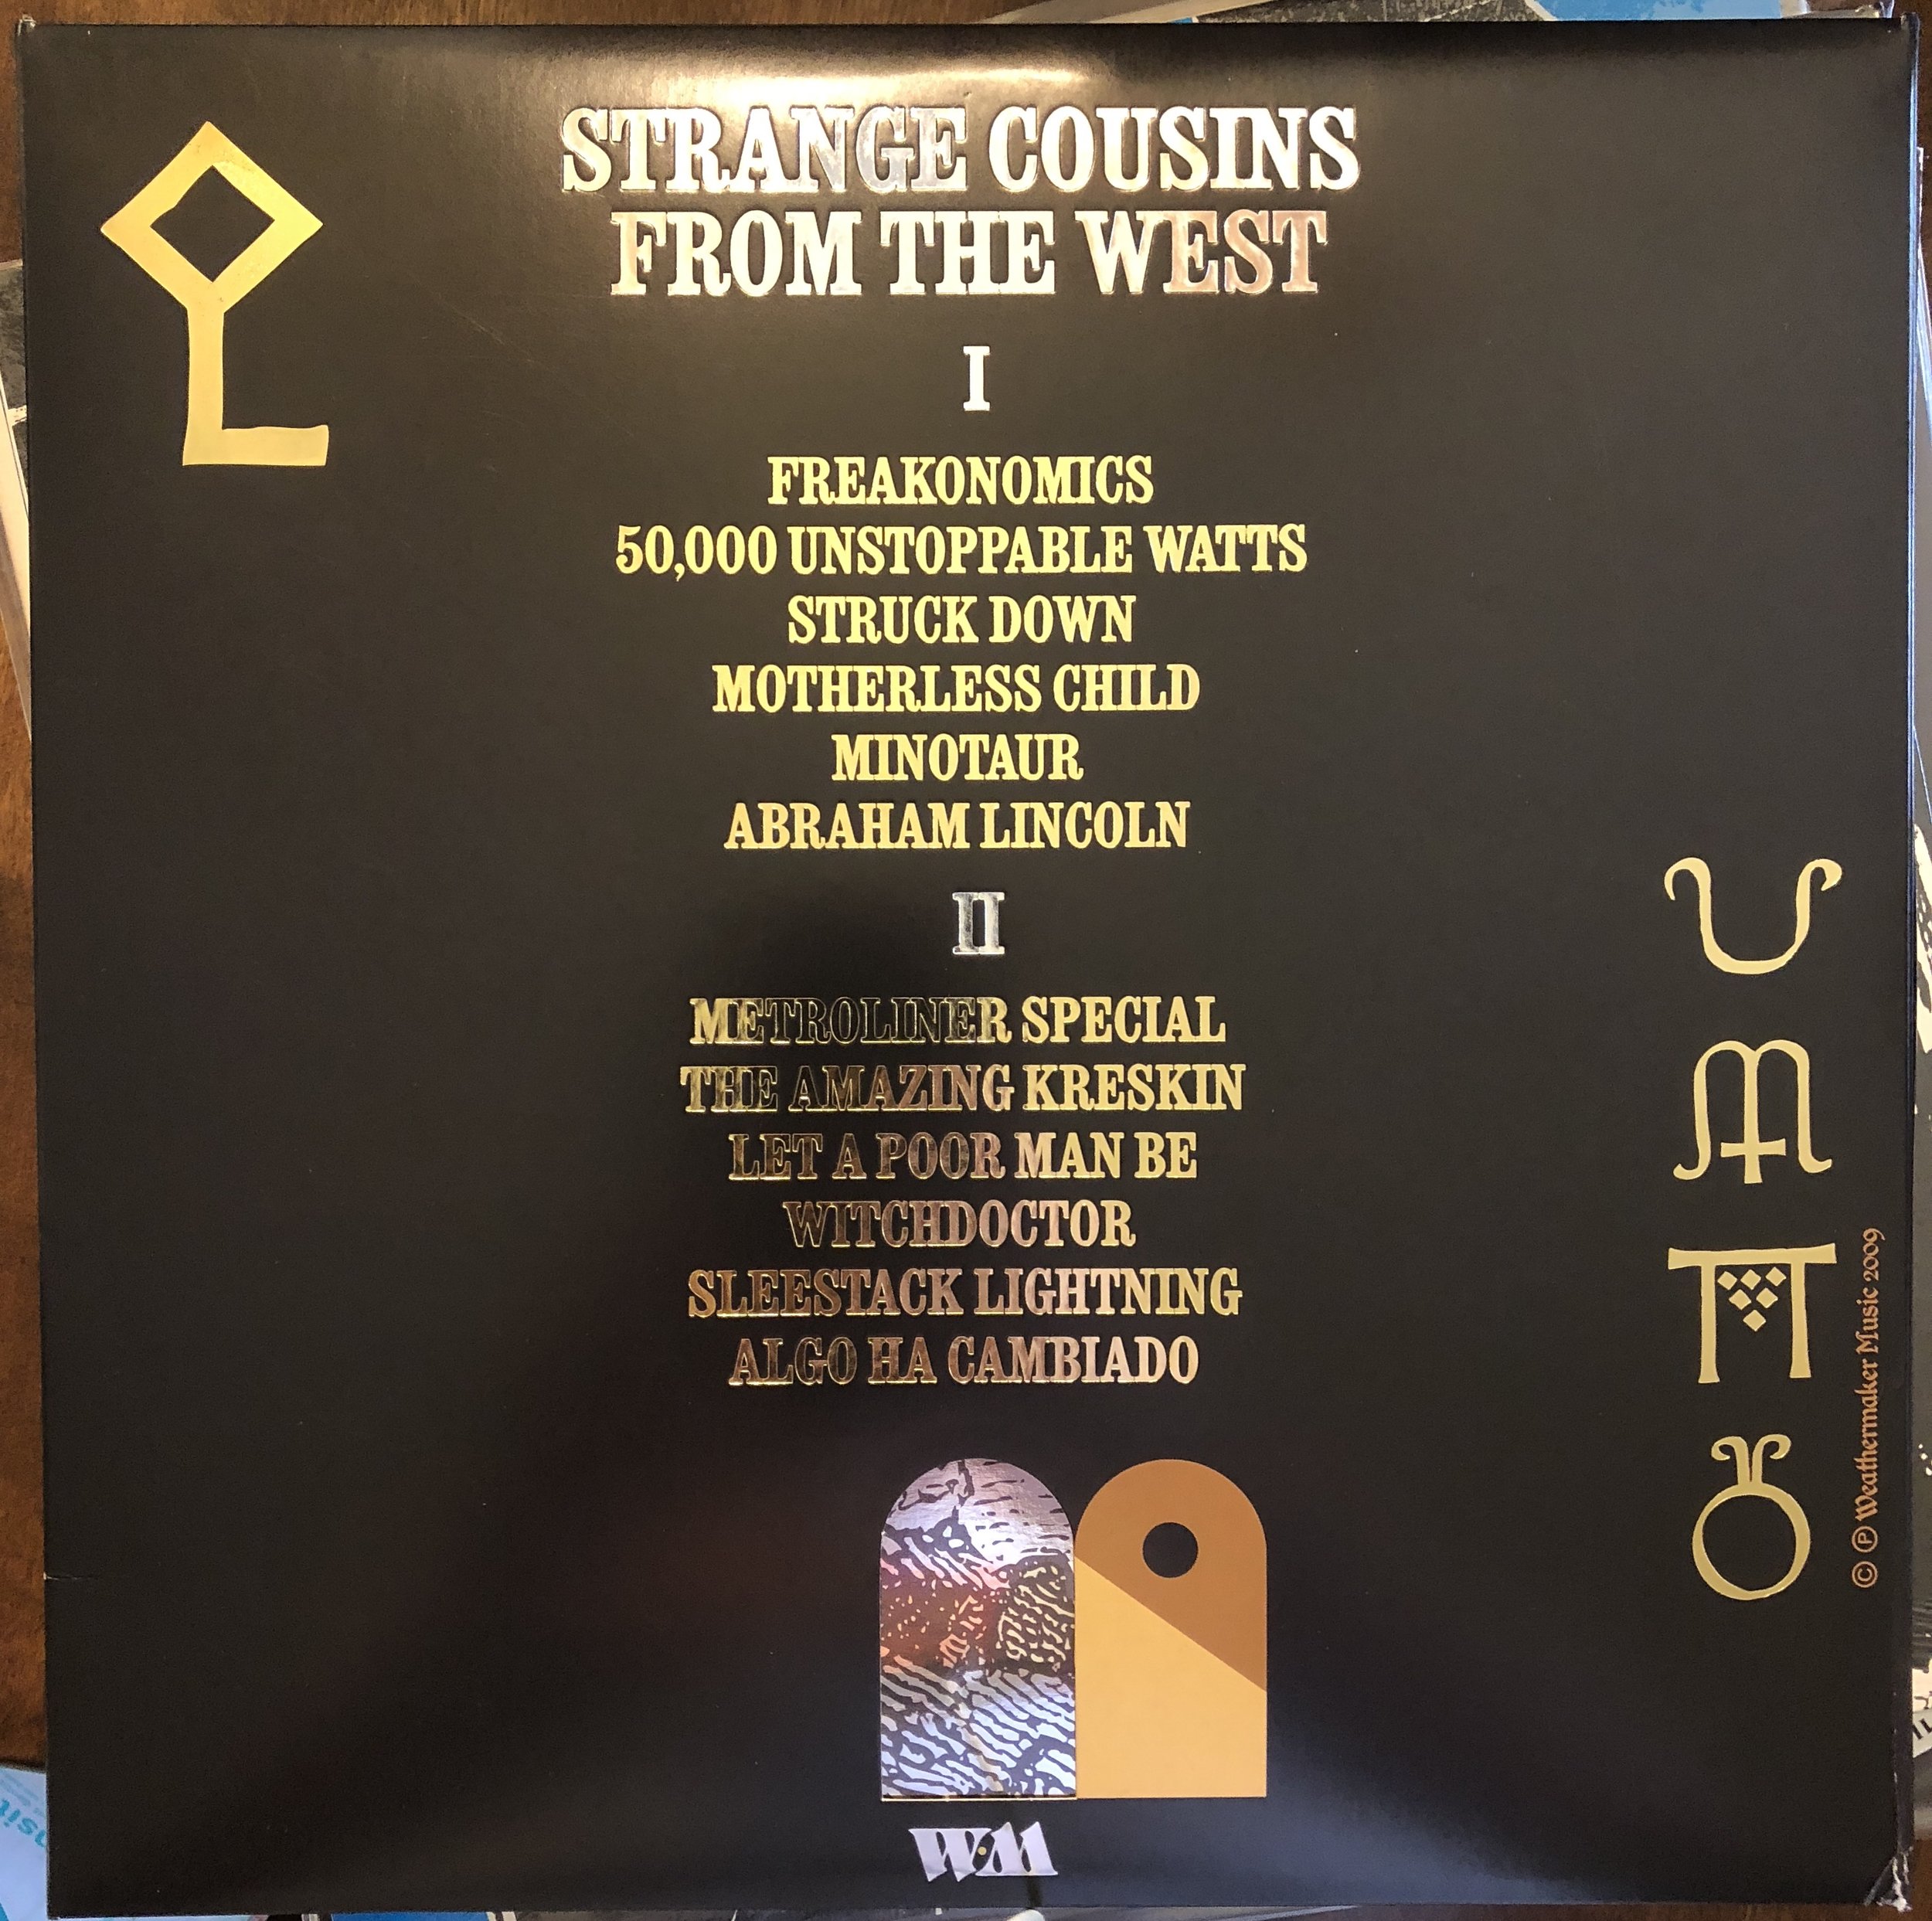 STRANGE COUSINS
FROM THE WEST
I
FREAKONOMICS
50,000 UNSTOPPABLE WATTS
STRUCK DOWN
MOTHERLESS CHILD
MINOTAUR
ABRAHAM LINCOLN
II
METROLINER SPECIAL
THE AMAZING KRESKIN
LET A POOR MAN BE
WITCHDOCTOR
SLEESTACK LIGHTNING
ALGO HA CAMBIADO
© ℗ Weathermaker Music 2009
W·M